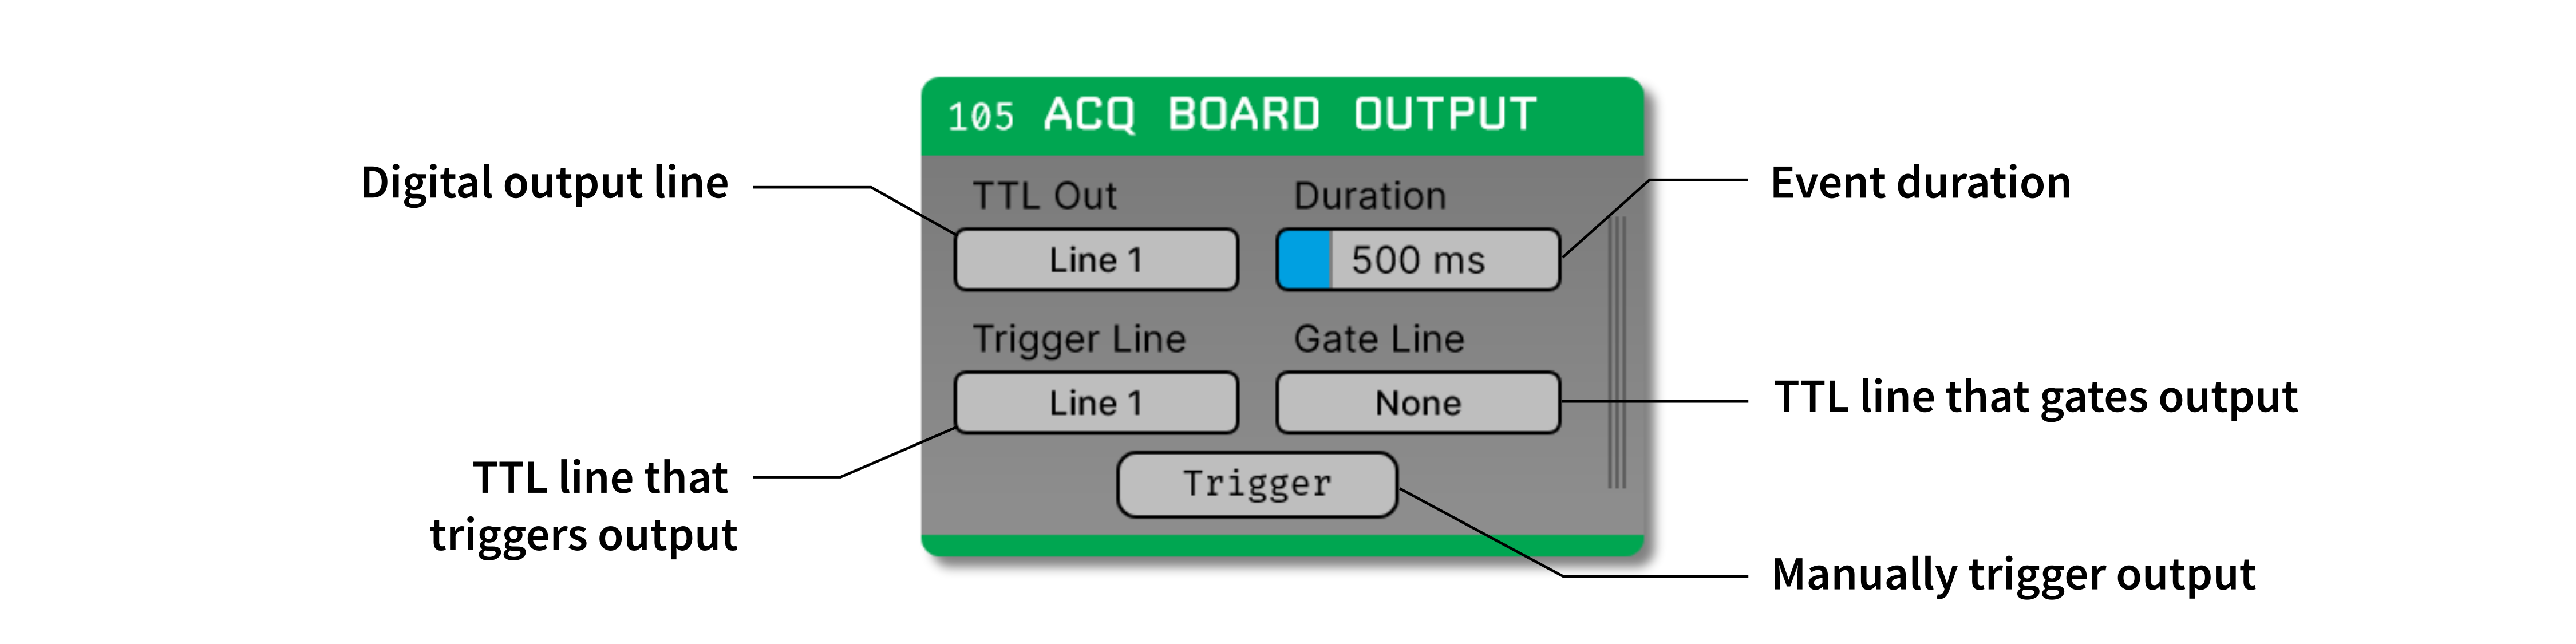 105 ACQ BOARD OUTPUT
Digital output line
TTL Out
Duration
Event duration
Line 1
500 ms
Trigger Line
Gate Line
Line 1
None
TTL line that gates output
TTL line that
triggers output
Trigger
Manually trigger output